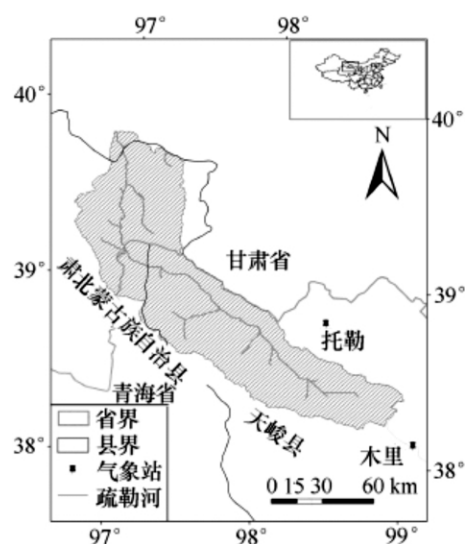 97° 98°
40°
40°
N
甘肃省
39°
39°
肃北蒙古族自治县
托勒
青海省
天峻县
省界
县界
气象站
疏勒河
木里
38°
38°
0 15 30 60 km
97° 98° 99°